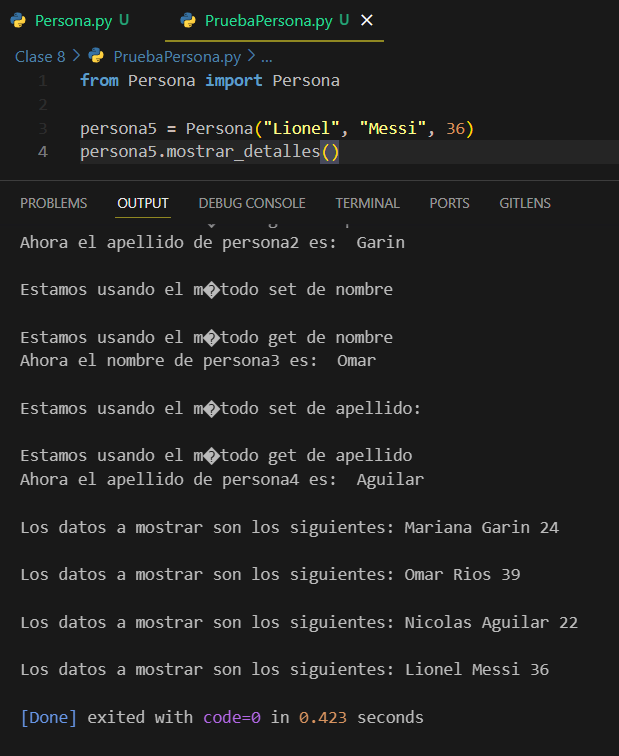 Persona.py U
PruebaPersona.py U ×
Clase 8 > PruebaPersona.py > ...
1 from Persona import Persona
2
3 persona5 = Persona("Lionel", "Messi", 36)
4 persona5.mostrar_detalles()
PROBLEMS OUTPUT DEBUG CONSOLE TERMINAL PORTS GITLENS
Ahora el apellido de persona2 es:  Garin
Estamos usando el m�todo set de nombre
Estamos usando el m�todo get de nombre
Ahora el nombre de persona3 es:  Omar
Estamos usando el m�todo set de apellido:
Estamos usando el m�todo get de apellido
Ahora el apellido de persona4 es:  Aguilar
Los datos a mostrar son los siguientes: Mariana Garin 24
Los datos a mostrar son los siguientes: Omar Rios 39
Los datos a mostrar son los siguientes: Nicolas Aguilar 22
Los datos a mostrar son los siguientes: Lionel Messi 36
[Done] exited with code=0 in 0.423 seconds